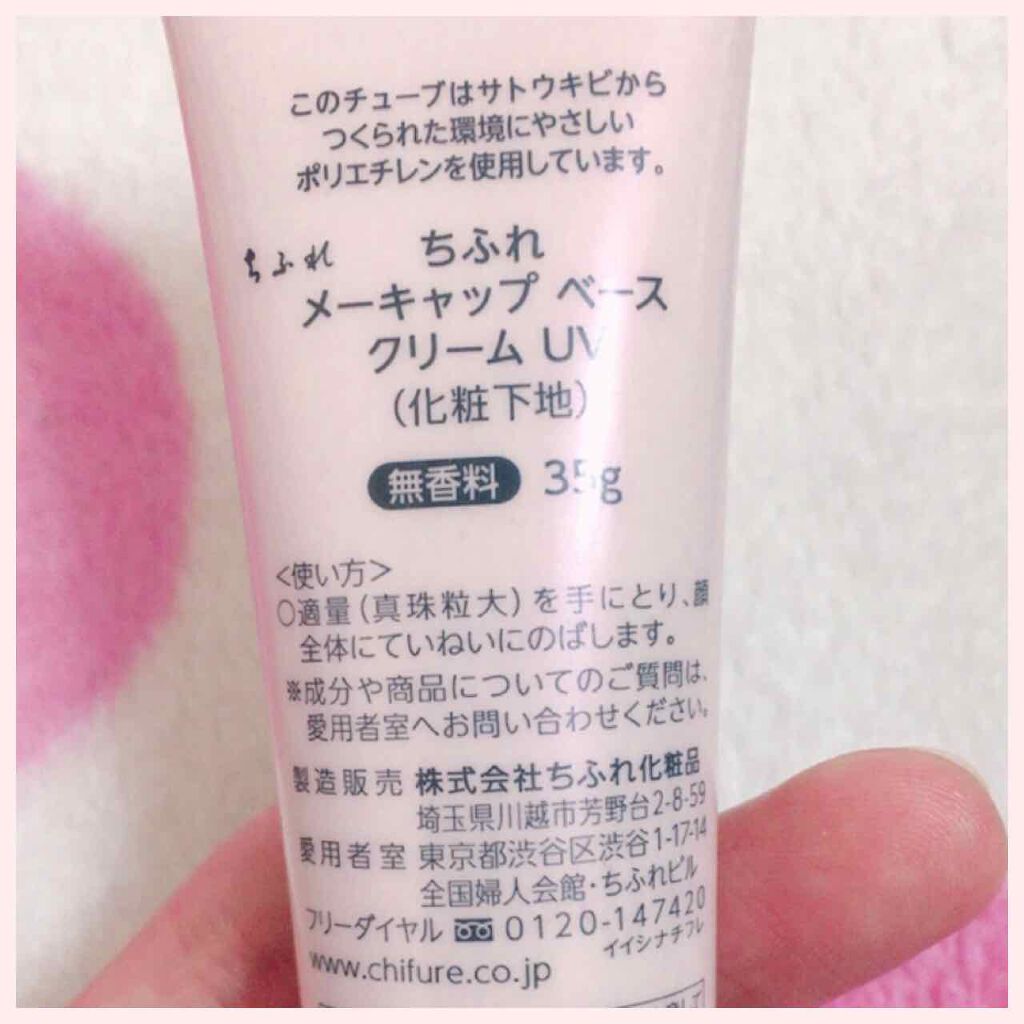 このチューブはサトウキビから
つくられた環境にやさしい
ポリエチレンを使用しています。
ちふれ
ちふれ
メーキャップ ベース
クリーム UV
(化粧下地)
無香料 35g
<使い方>
○適量(真珠粒大)を手にとり、顔
全体にていねいにのばします。
※成分や商品についてのご質問は、
愛用者室へお問い合わせください。
製造販売 株式会社ちふれ化粧品
埼玉県川越市芳野台2-8-59
愛用者室 東京都渋谷区渋谷1-17-14
全国婦人会館・ちふれビル
フリーダイヤル 0120-147420
イイシナチフレ
www.chifure.co.jp